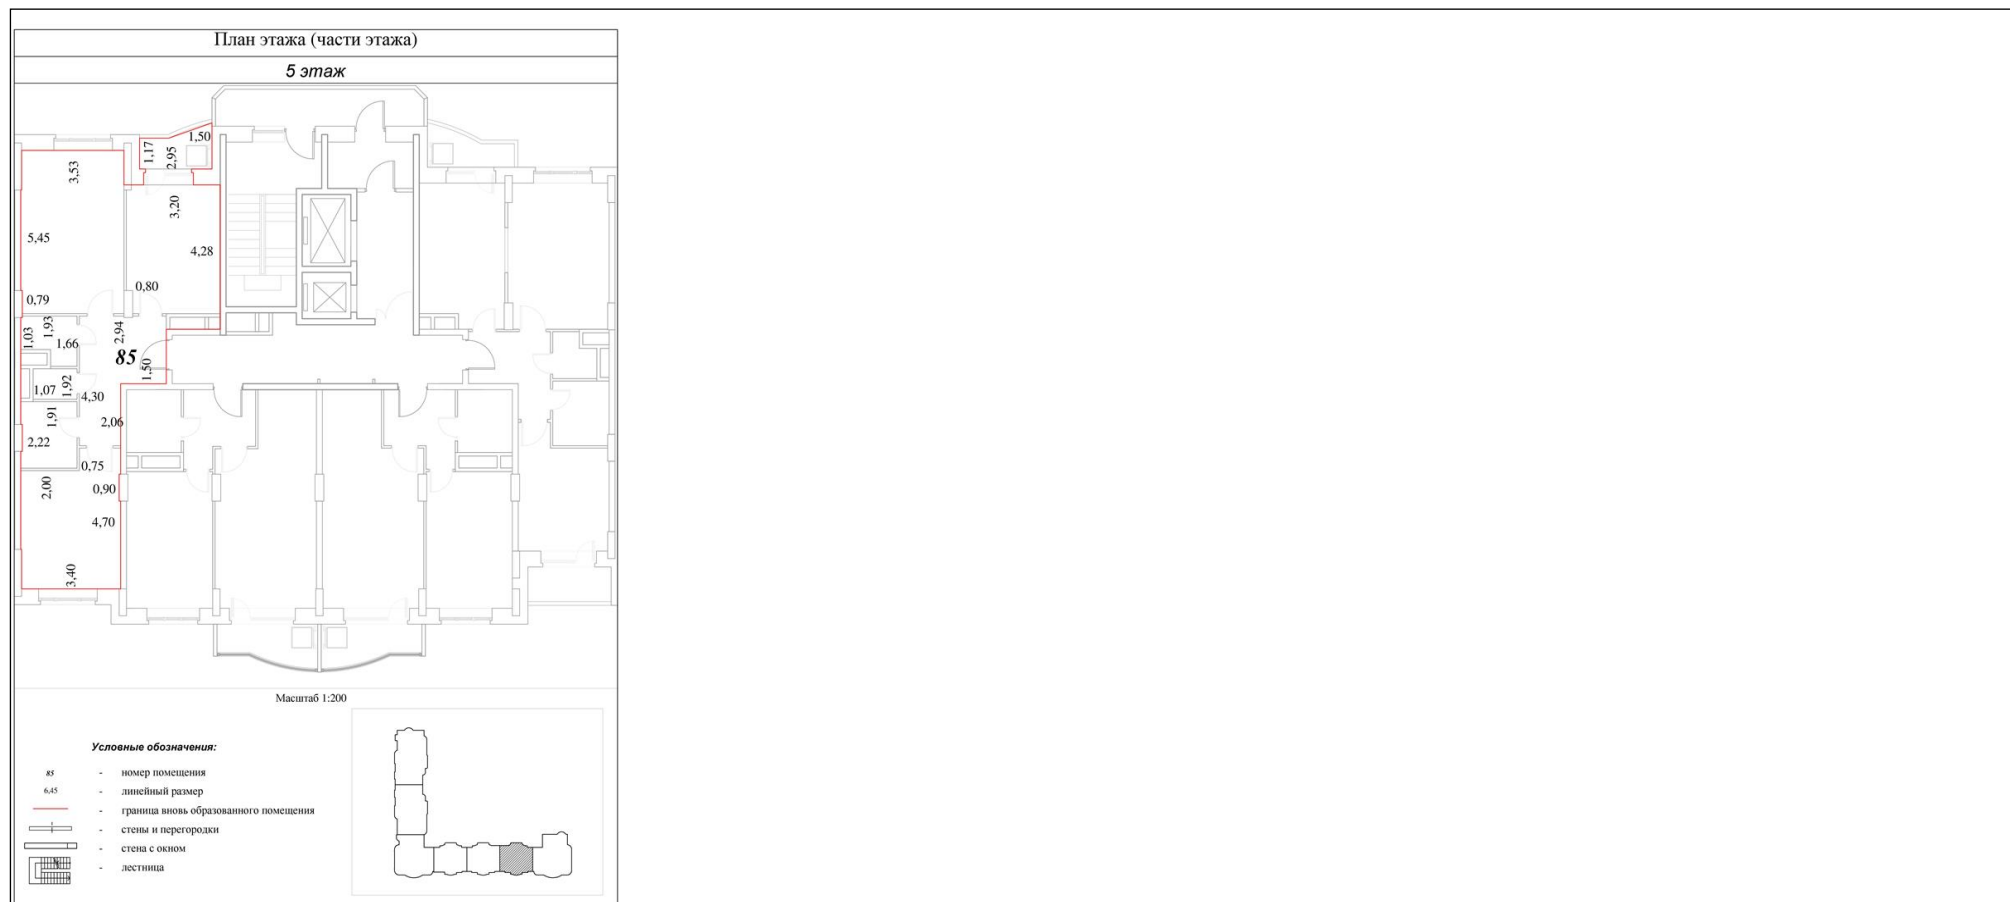 План этажа (части этажа)
5 этаж
1,50
1,17
2,95
3,53
3,20
5,45
4,28
0,80
0,79
1,03
1,93
2,94
1,66
85
1,50
1,07
1,92
4,30
1,91
2,06
2,22
0,75
2,00
0,90
4,70
3,40
Масштаб 1:200
Условные обозначения:
85 - номер помещения
6,45 - линейный размер
- граница вновь образованного помещения
- стены и перегородки
- стена с окном
- лестница